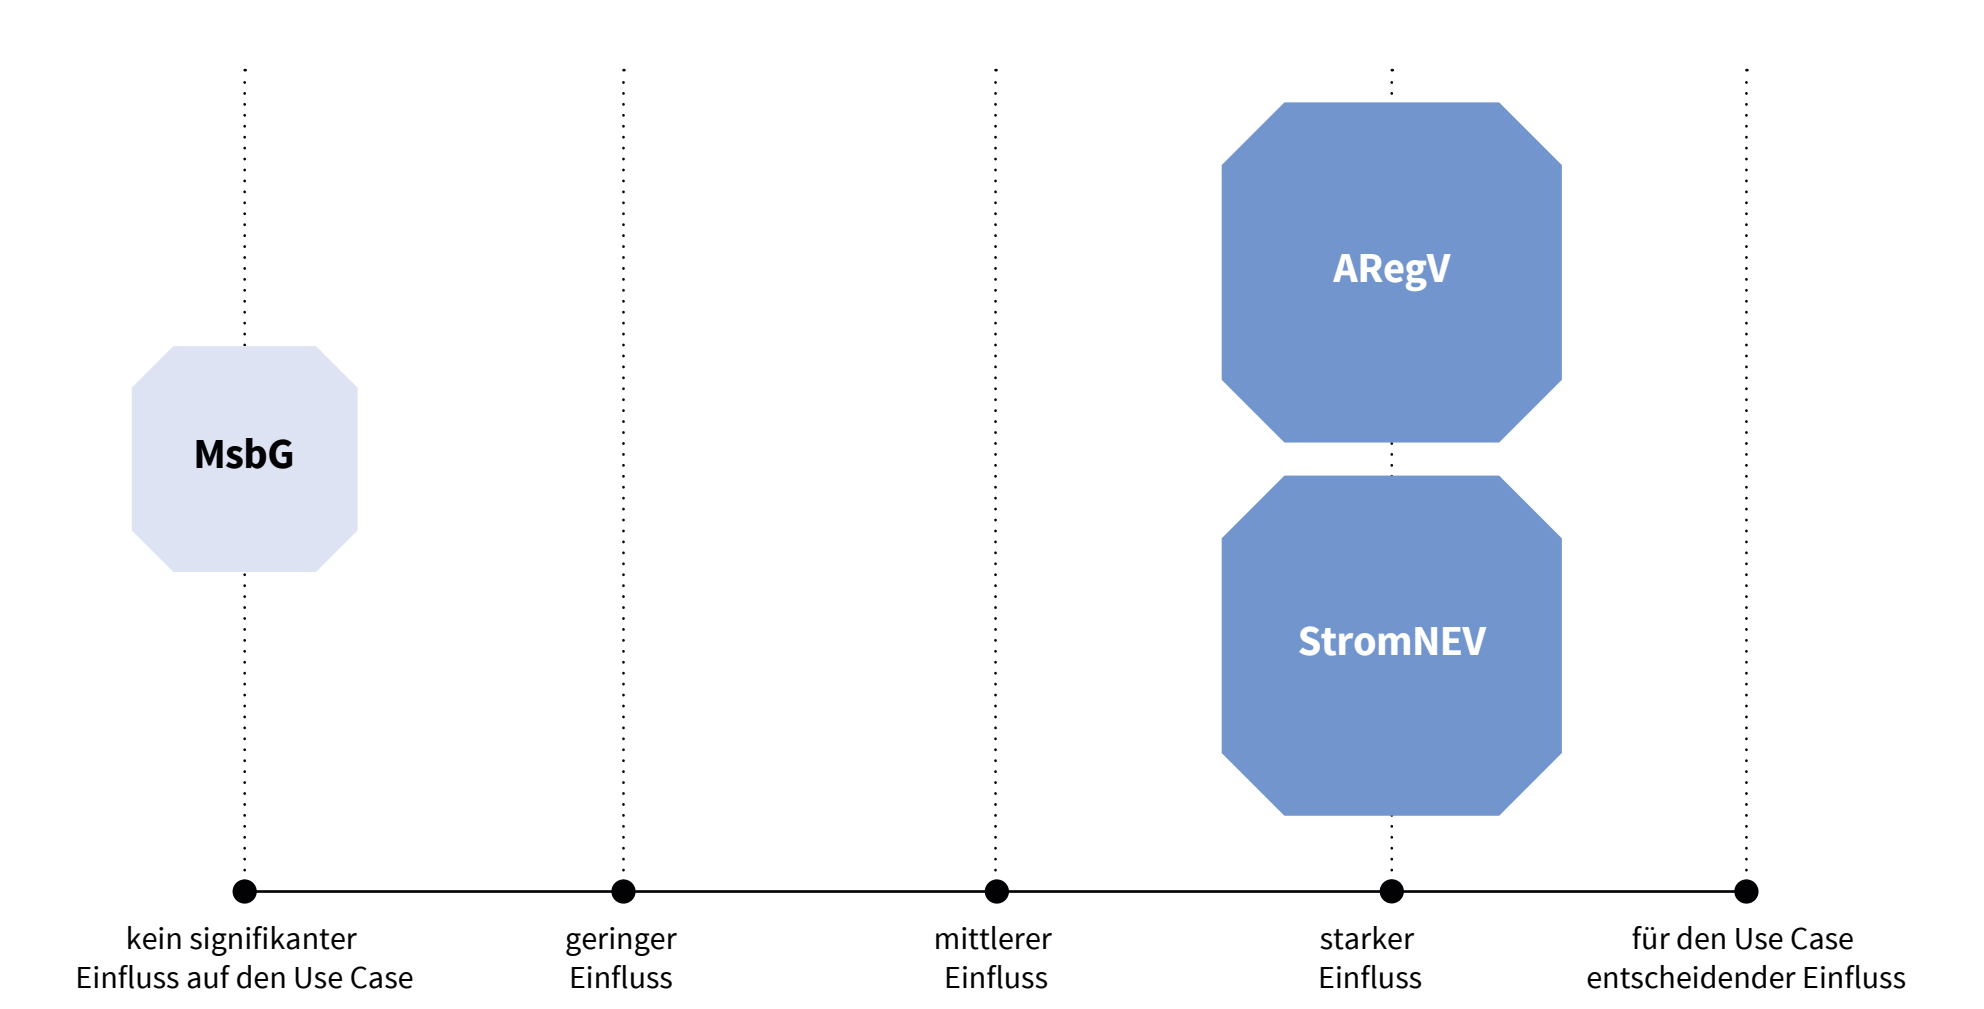 ARegV
MsbG
StromNEV
kein signifikanter
Einfluss auf den Use Case
geringer
Einfluss
mittlerer
Einfluss
starker
Einfluss
für den Use Case
entscheidender Einfluss